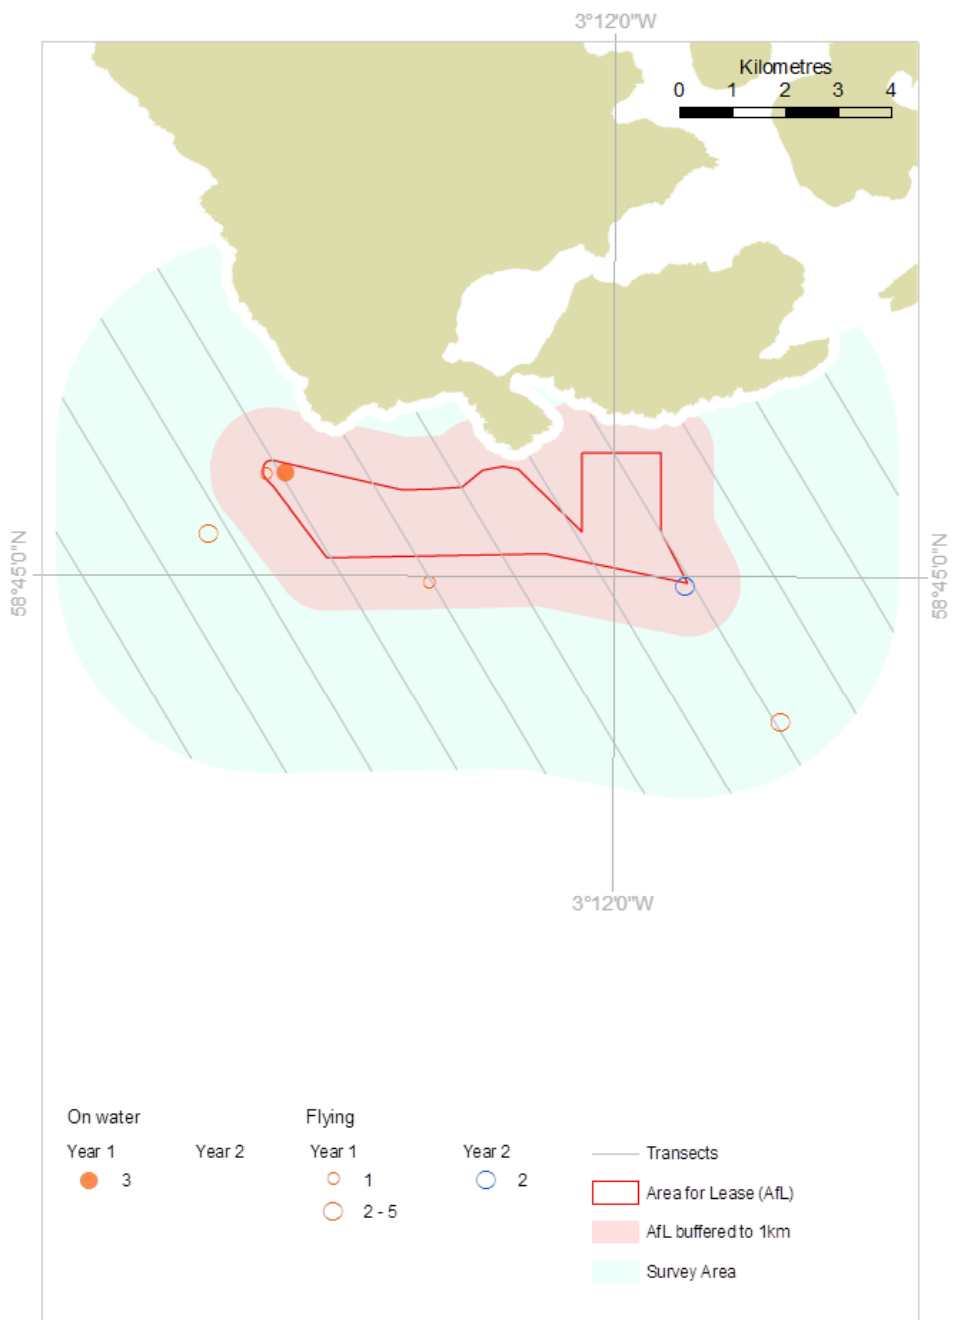 3°12'0"W
Kilometres
0 1 2 3 4
58°45'0"N
58°45'0"N
3°12'0"W
On water Flying
Year 1 Year 2 Year 1 Year 2
3 1 2
2 - 5
Transects
Area for Lease (AfL)
AfL buffered to 1km
Survey Area